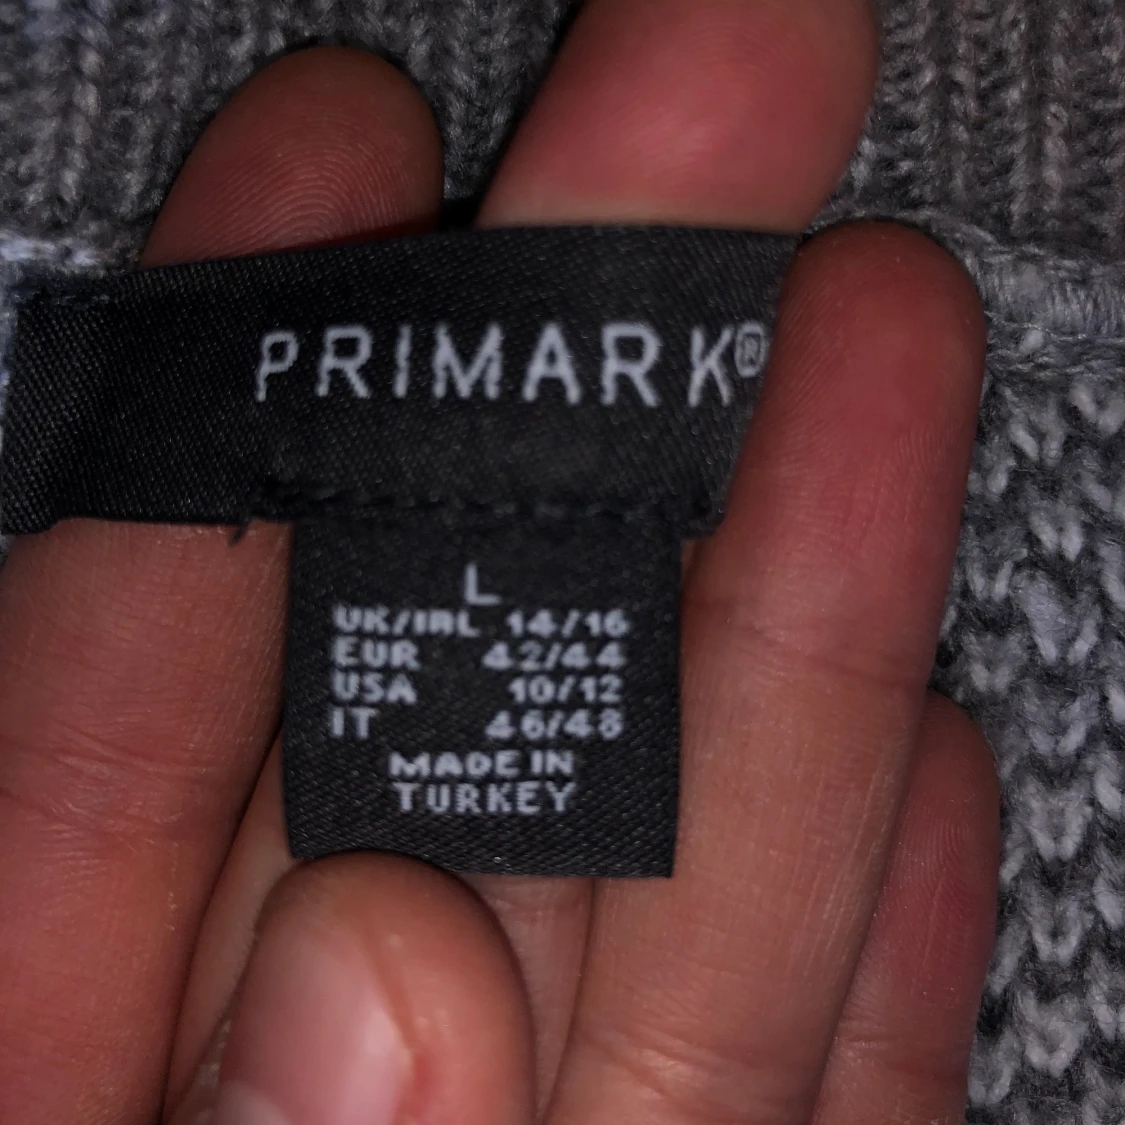 PRIMARK®
L
UK/IRL 14/16
EUR 42/44
USA 10/12
IT 46/48
MADE IN
TURKEY